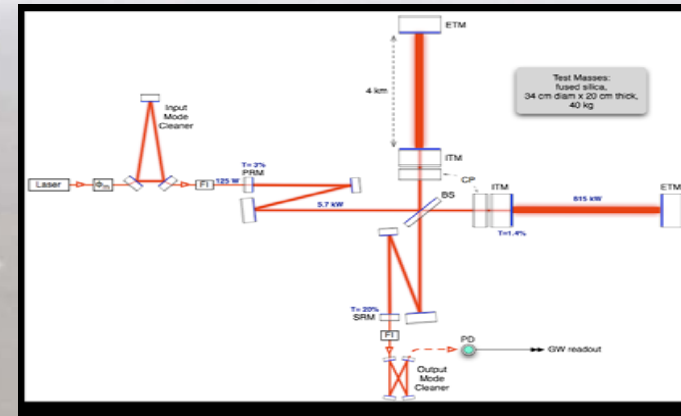 ETM
Test Masses:
fused silica,
34 cm diam x 20 cm thick,
40 kg
4 km
Input
Mode
Cleaner
ITM
T= 3%
PRM
CP
ITM
ETM
Laser
Φm
FI
125 W
BS
5.7 kW
815 kW
T=1.4%
T= 20%
SRM
FI
PD
GW readout
Output
Mode
Cleaner